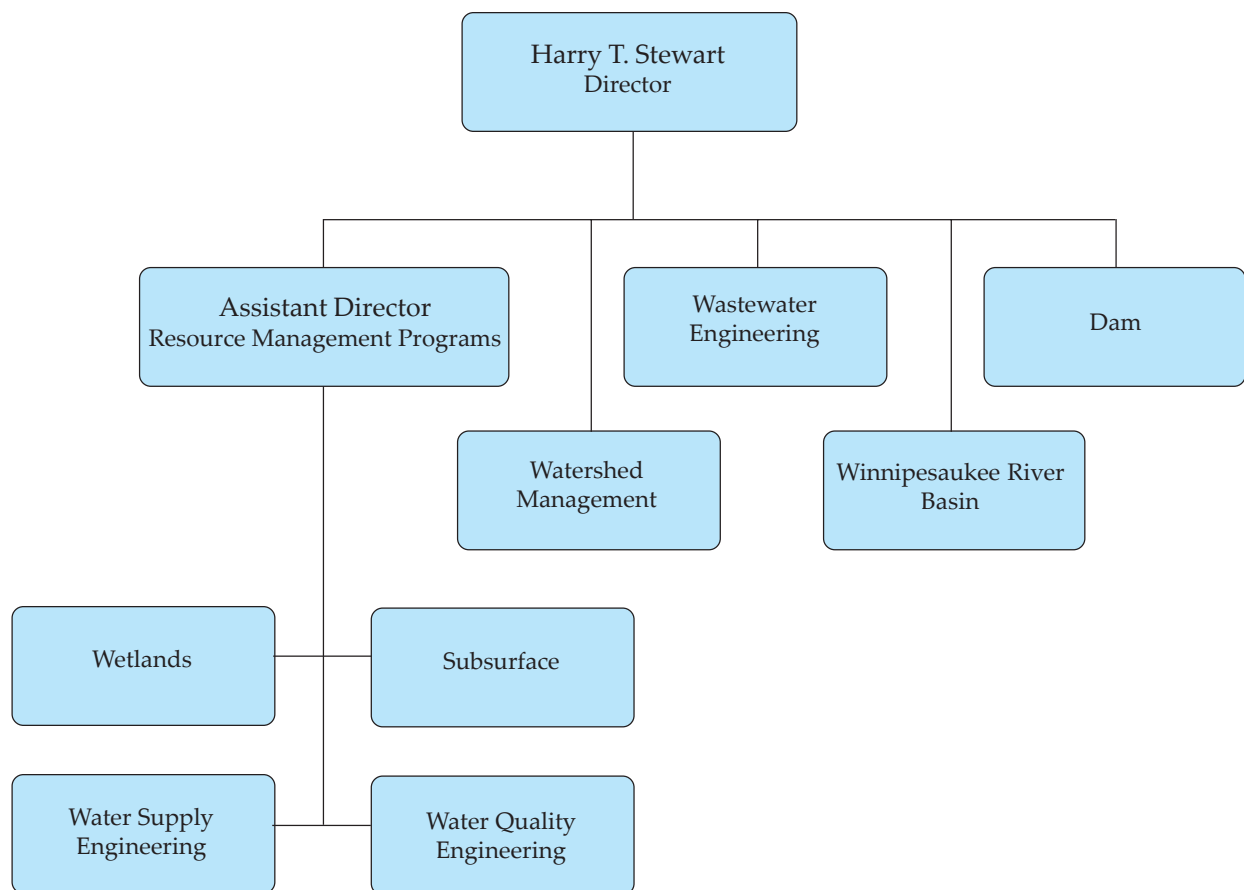 Harry T. Stewart
Director
Assistant Director
Resource Management Programs
Wastewater
Engineering
Dam
Watershed
Management
Winnipesaukee River
Basin
Wetlands
Subsurface
Water Supply
Engineering
Water Quality
Engineering